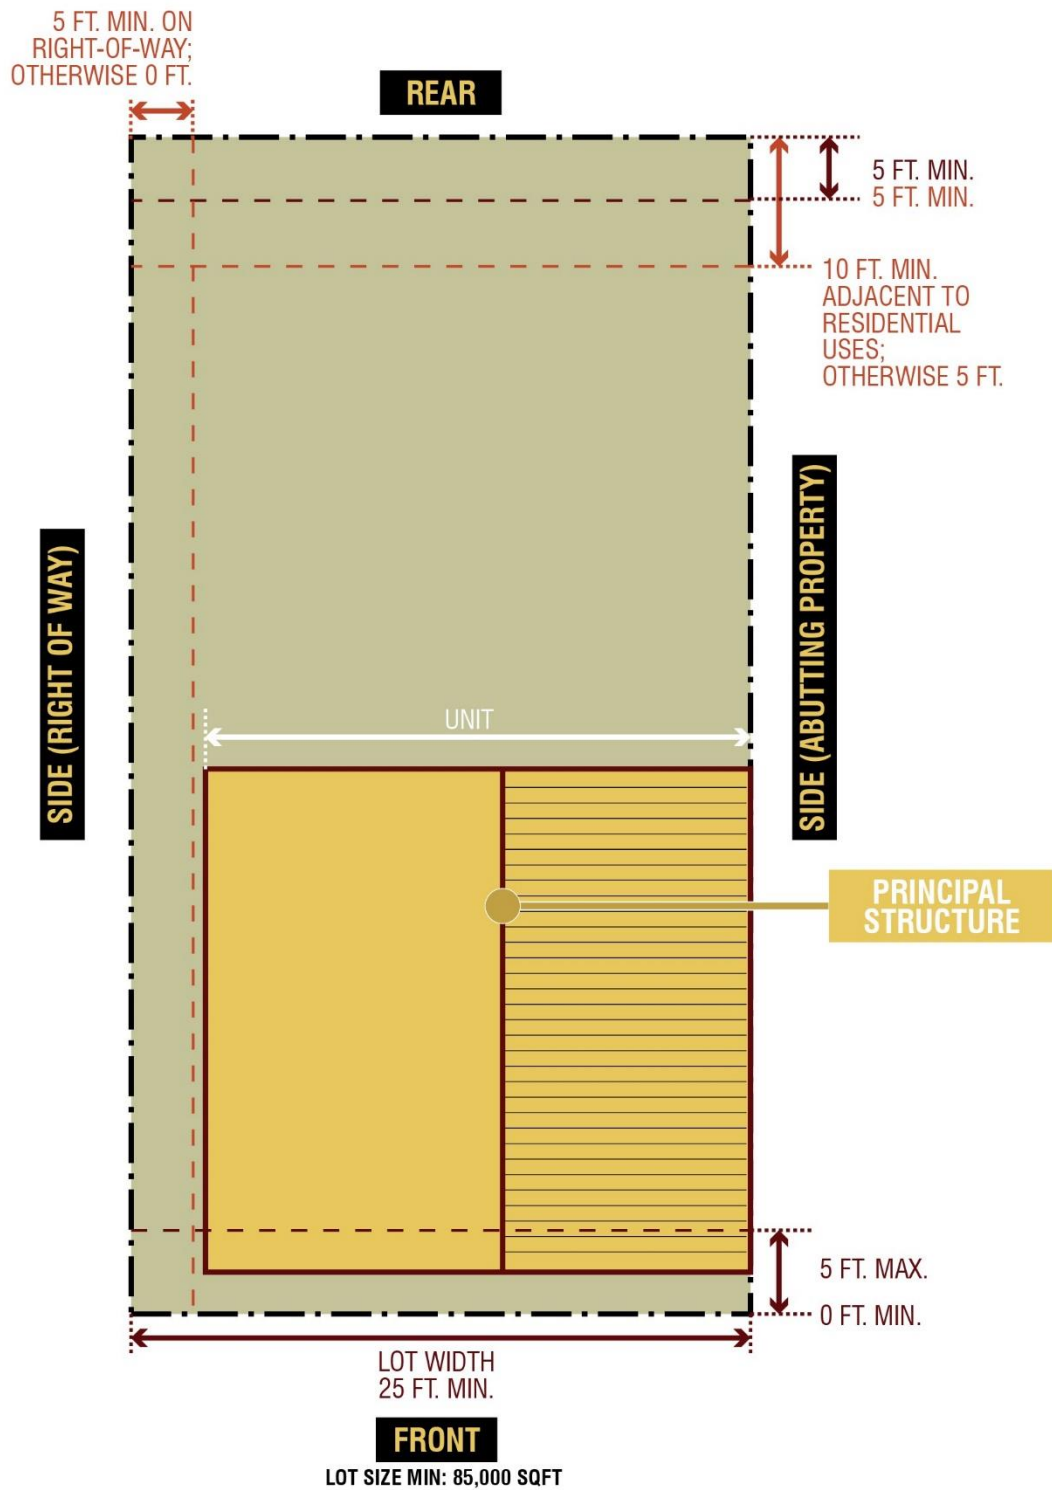 5 FT. MIN. ON
RIGHT-OF-WAY;
OTHERWISE 0 FT.
REAR
5 FT. MIN.
5 FT. MIN.
10 FT. MIN.
ADJACENT TO
RESIDENTIAL
USES;
OTHERWISE 5 FT.
SIDE (RIGHT OF WAY)
SIDE (ABUTTING PROPERTY)
UNIT
PRINCIPAL
STRUCTURE
5 FT. MAX.
0 FT. MIN.
LOT WIDTH
25 FT. MIN.
FRONT
LOT SIZE MIN: 85,000 SQFT